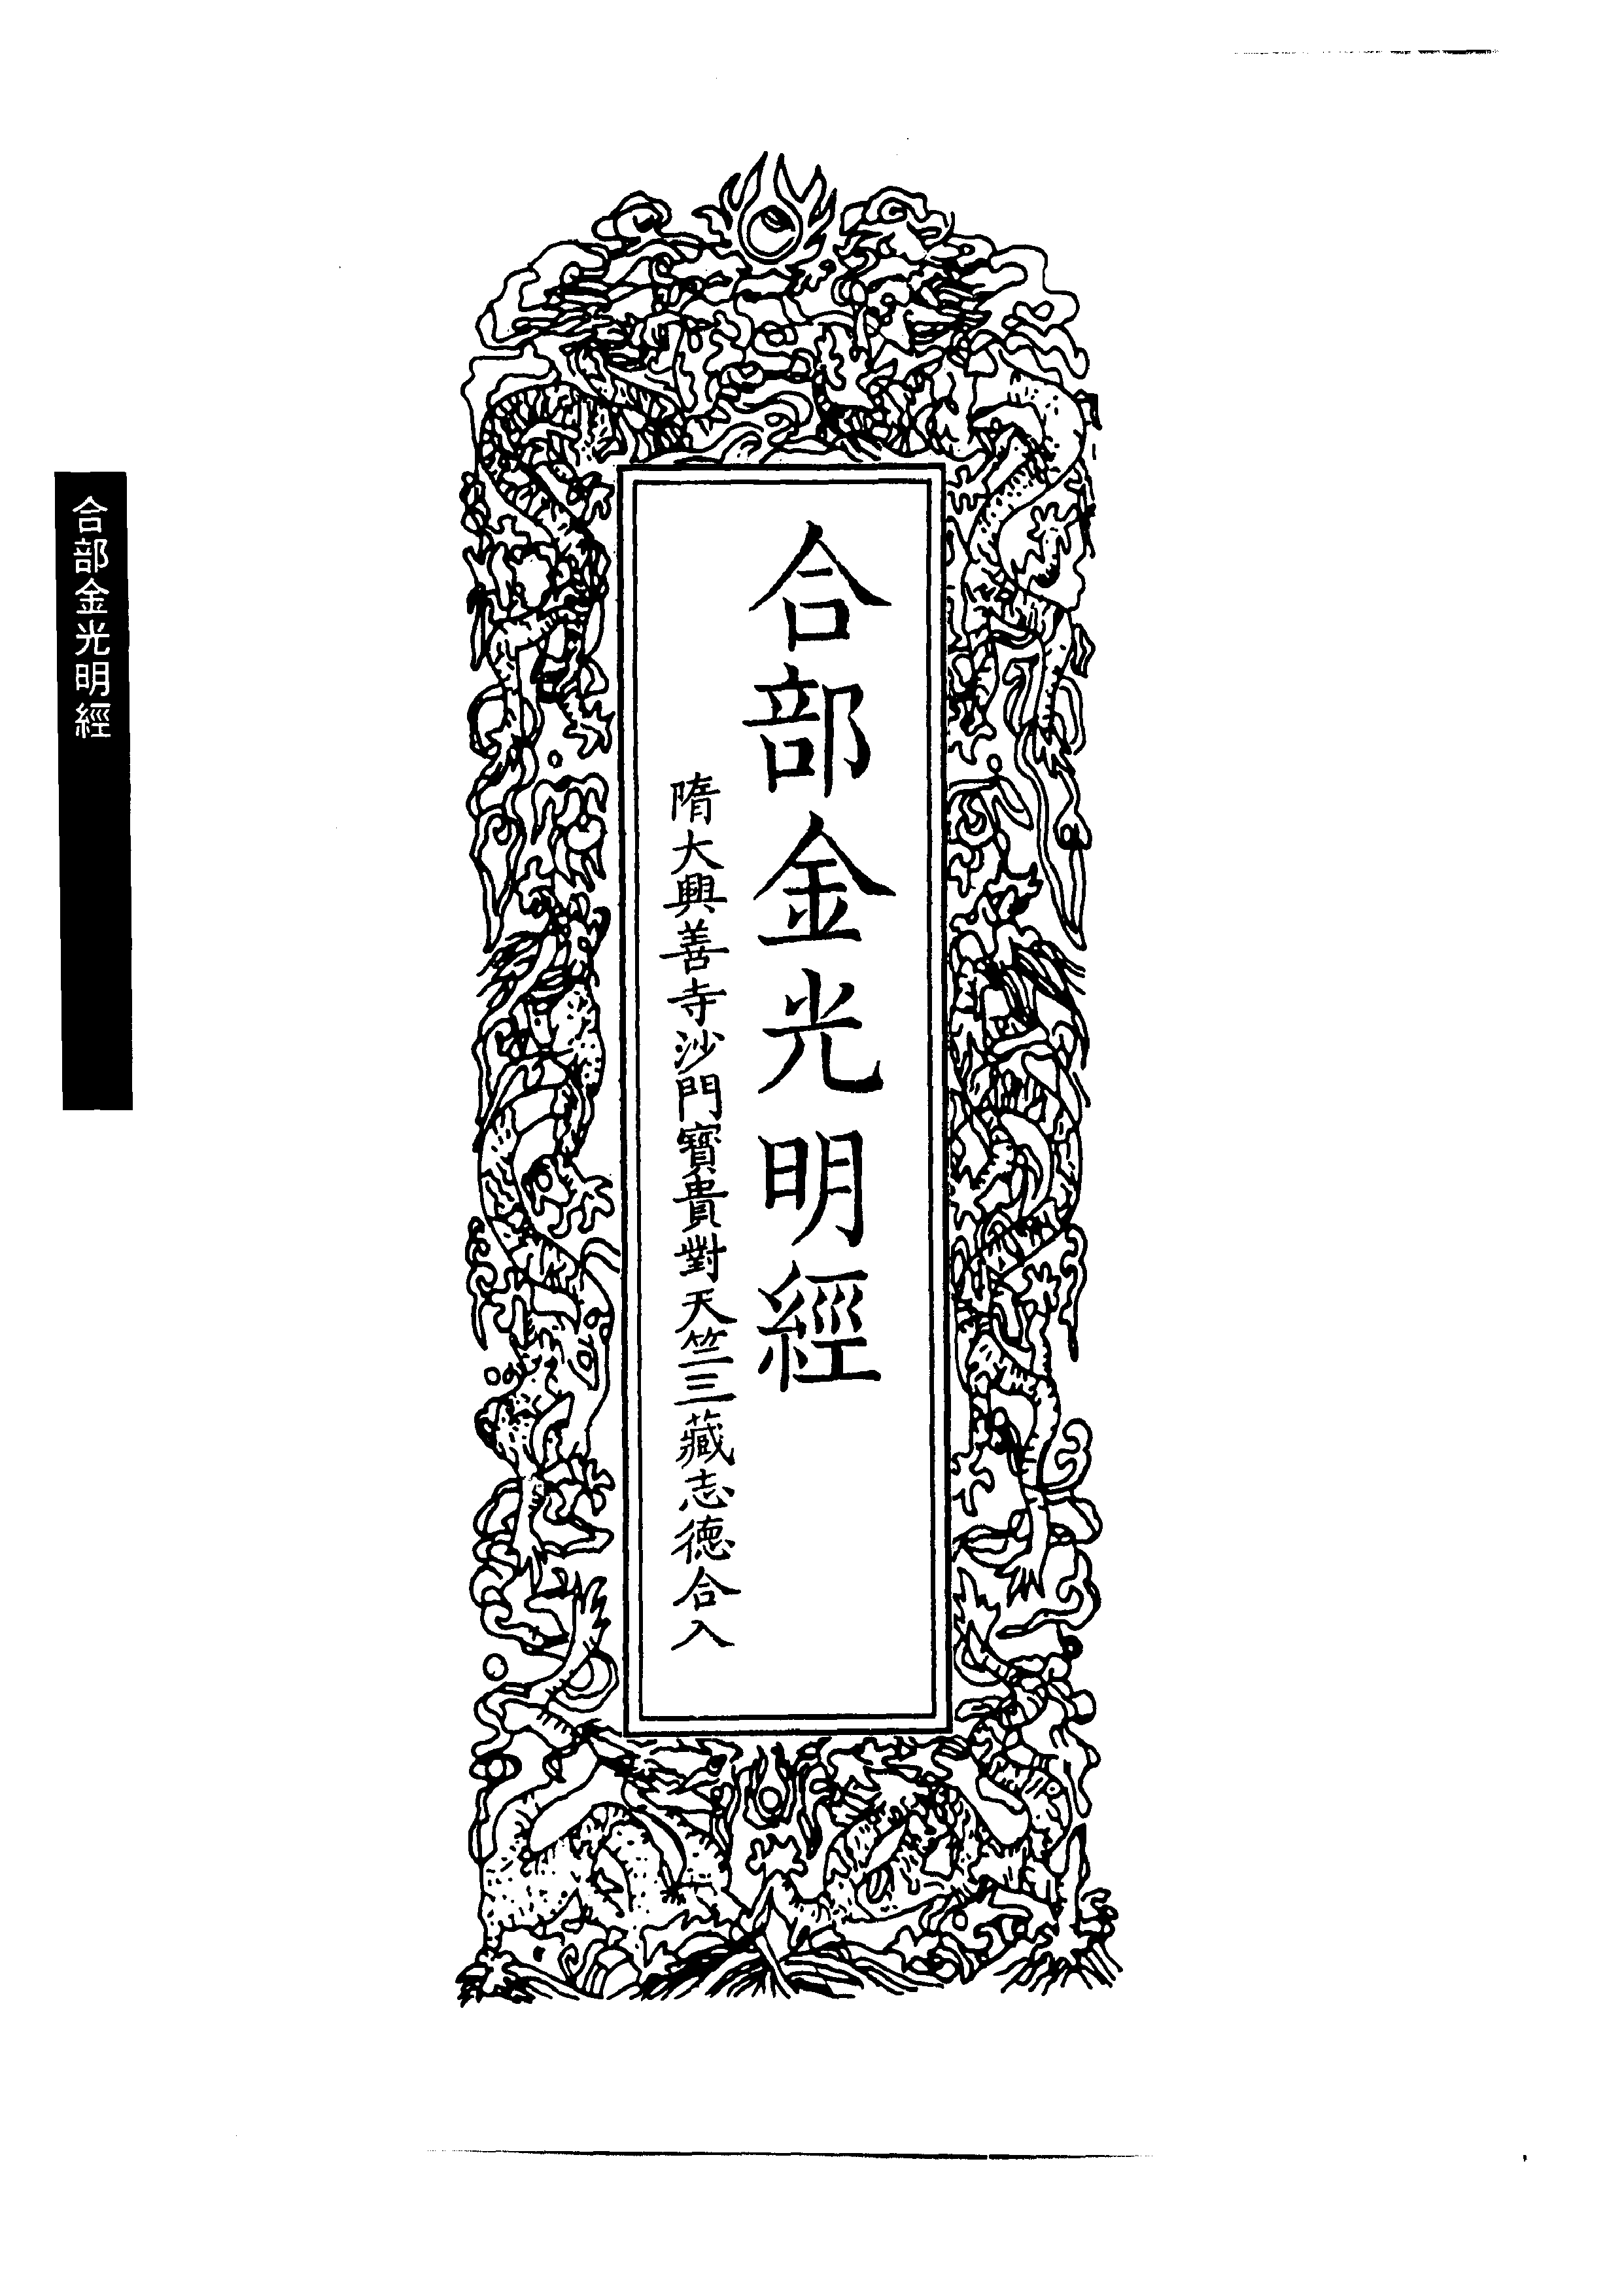 合部金光明經
隋大興善寺沙門寶貴對天竺三藏志德合入
合部金光明經